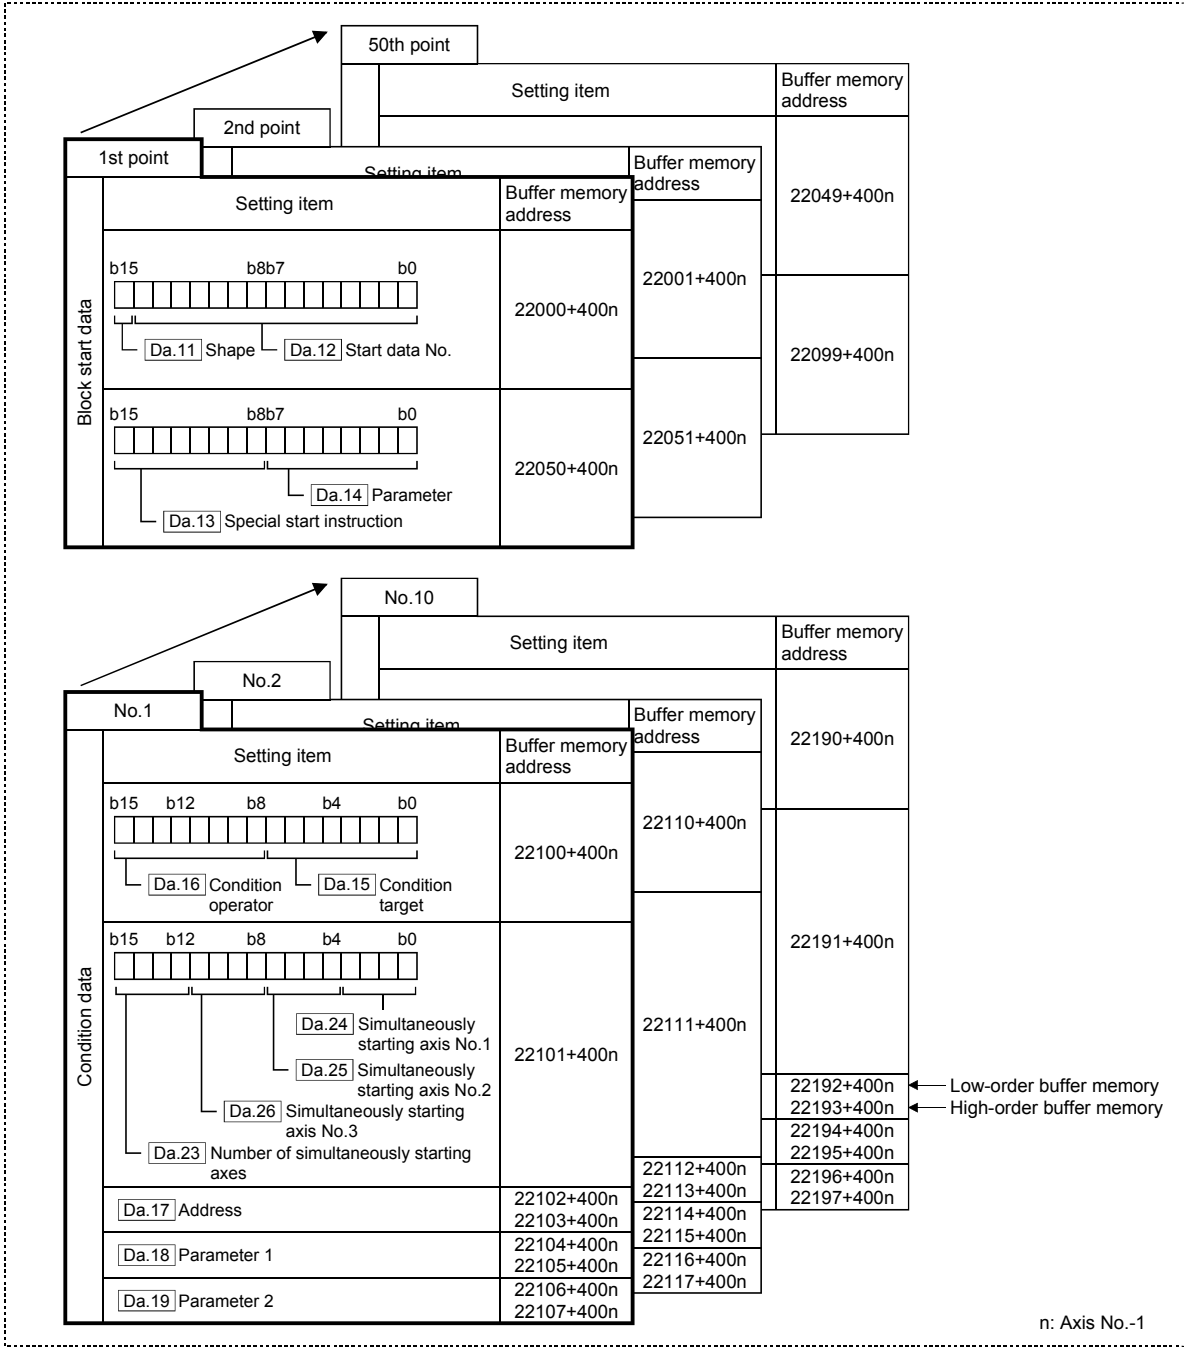 50th point
Setting item
Buffer memory
address
22049+400n
22099+400n
2nd point
Setting item
Buffer memory
address
22001+400n
22051+400n
1st point
Block start data
Setting item
Buffer memory
address
b15 b8b7 b0
Da.11 Shape Da.12 Start data No.
22000+400n
b15 b8b7 b0
Da.14 Parameter
Da.13 Special start instruction
22050+400n
No.10
Setting item
Buffer memory
address
22190+400n
22191+400n
22192+400n Low-order buffer memory
22193+400n High-order buffer memory
22194+400n
22195+400n
22196+400n
22197+400n
No.2
Setting item
Buffer memory
address
22110+400n
22111+400n
22112+400n
22113+400n
22114+400n
22115+400n
22116+400n
22117+400n
No.1
Condition data
Setting item
Buffer memory
address
b15 b12 b8 b4 b0
Da.16 Condition
operator
Da.15 Condition
target
22100+400n
b15 b12 b8 b4 b0
Da.24 Simultaneously
starting axis No.1
Da.25 Simultaneously
starting axis No.2
Da.26 Simultaneously starting
axis No.3
Da.23 Number of simultaneously starting
axes
22101+400n
Da.17 Address
22102+400n
22103+400n
Da.18 Parameter 1
22104+400n
22105+400n
Da.19 Parameter 2
22106+400n
22107+400n
n: Axis No.-1